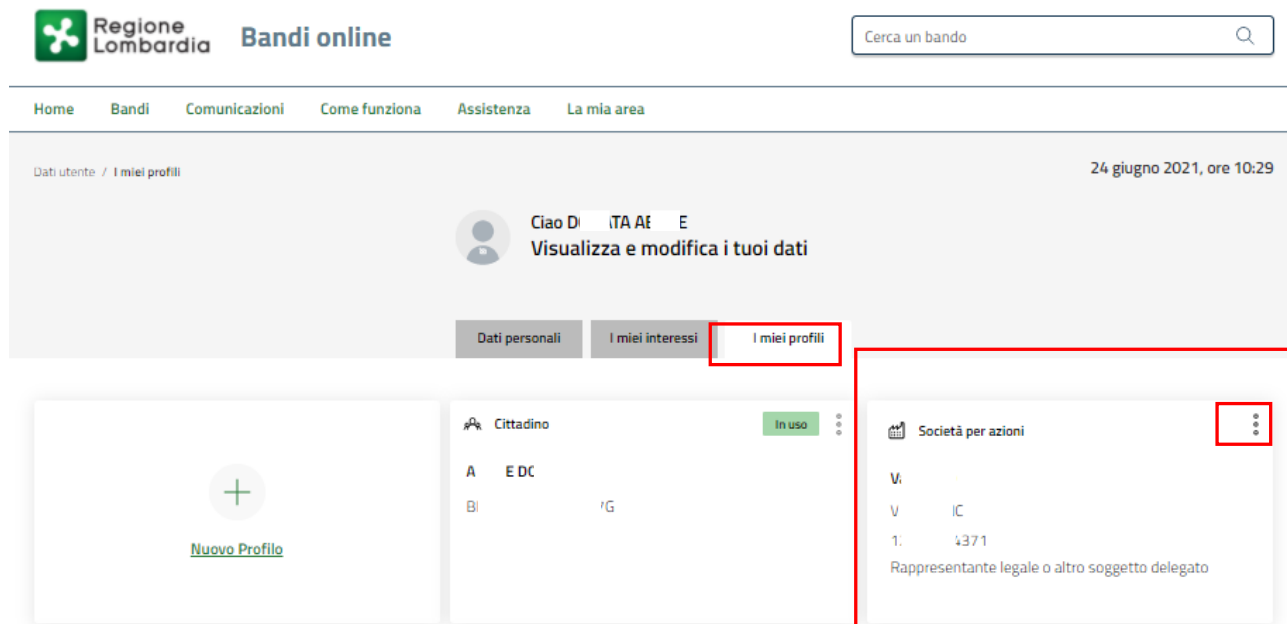 Regione
Lombardia
Bandi online
Cerca un bando
Home Bandi Comunicazioni Come funziona Assistenza La mia area
Dati utente / I miei profili
24 giugno 2021, ore 10:29
Ciao
Visualizza e modifica i tuoi dati
Dati personali I miei interessi I miei profili
Nuovo Profilo
Cittadino
In uso
Società per azioni
4371
Rappresentante legale o altro soggetto delegato